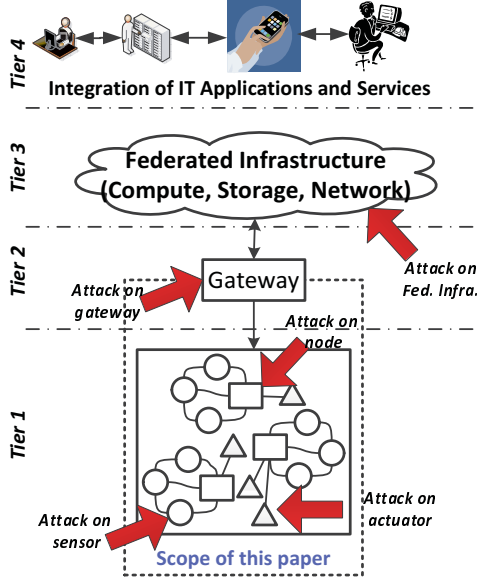 Tier 4
Integration of IT Applications and Services
Tier 3
Federated Infrastructure
(Compute, Storage, Network)
Tier 2
Gateway
Attack on
Fed. Infra.
Attack on
gateway
Attack on
node
Tier 1
Attack on
sensor
Attack on
actuator
Scope of this paper